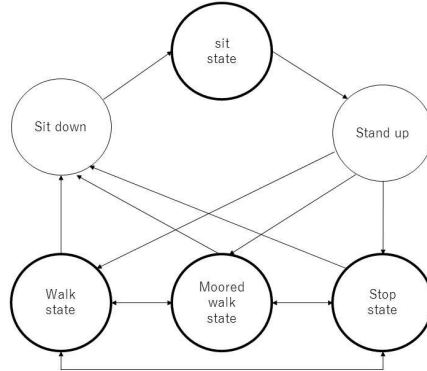 sit
state
Sit down
Stand up
Walk
state
Moored
walk
state
Stop
state